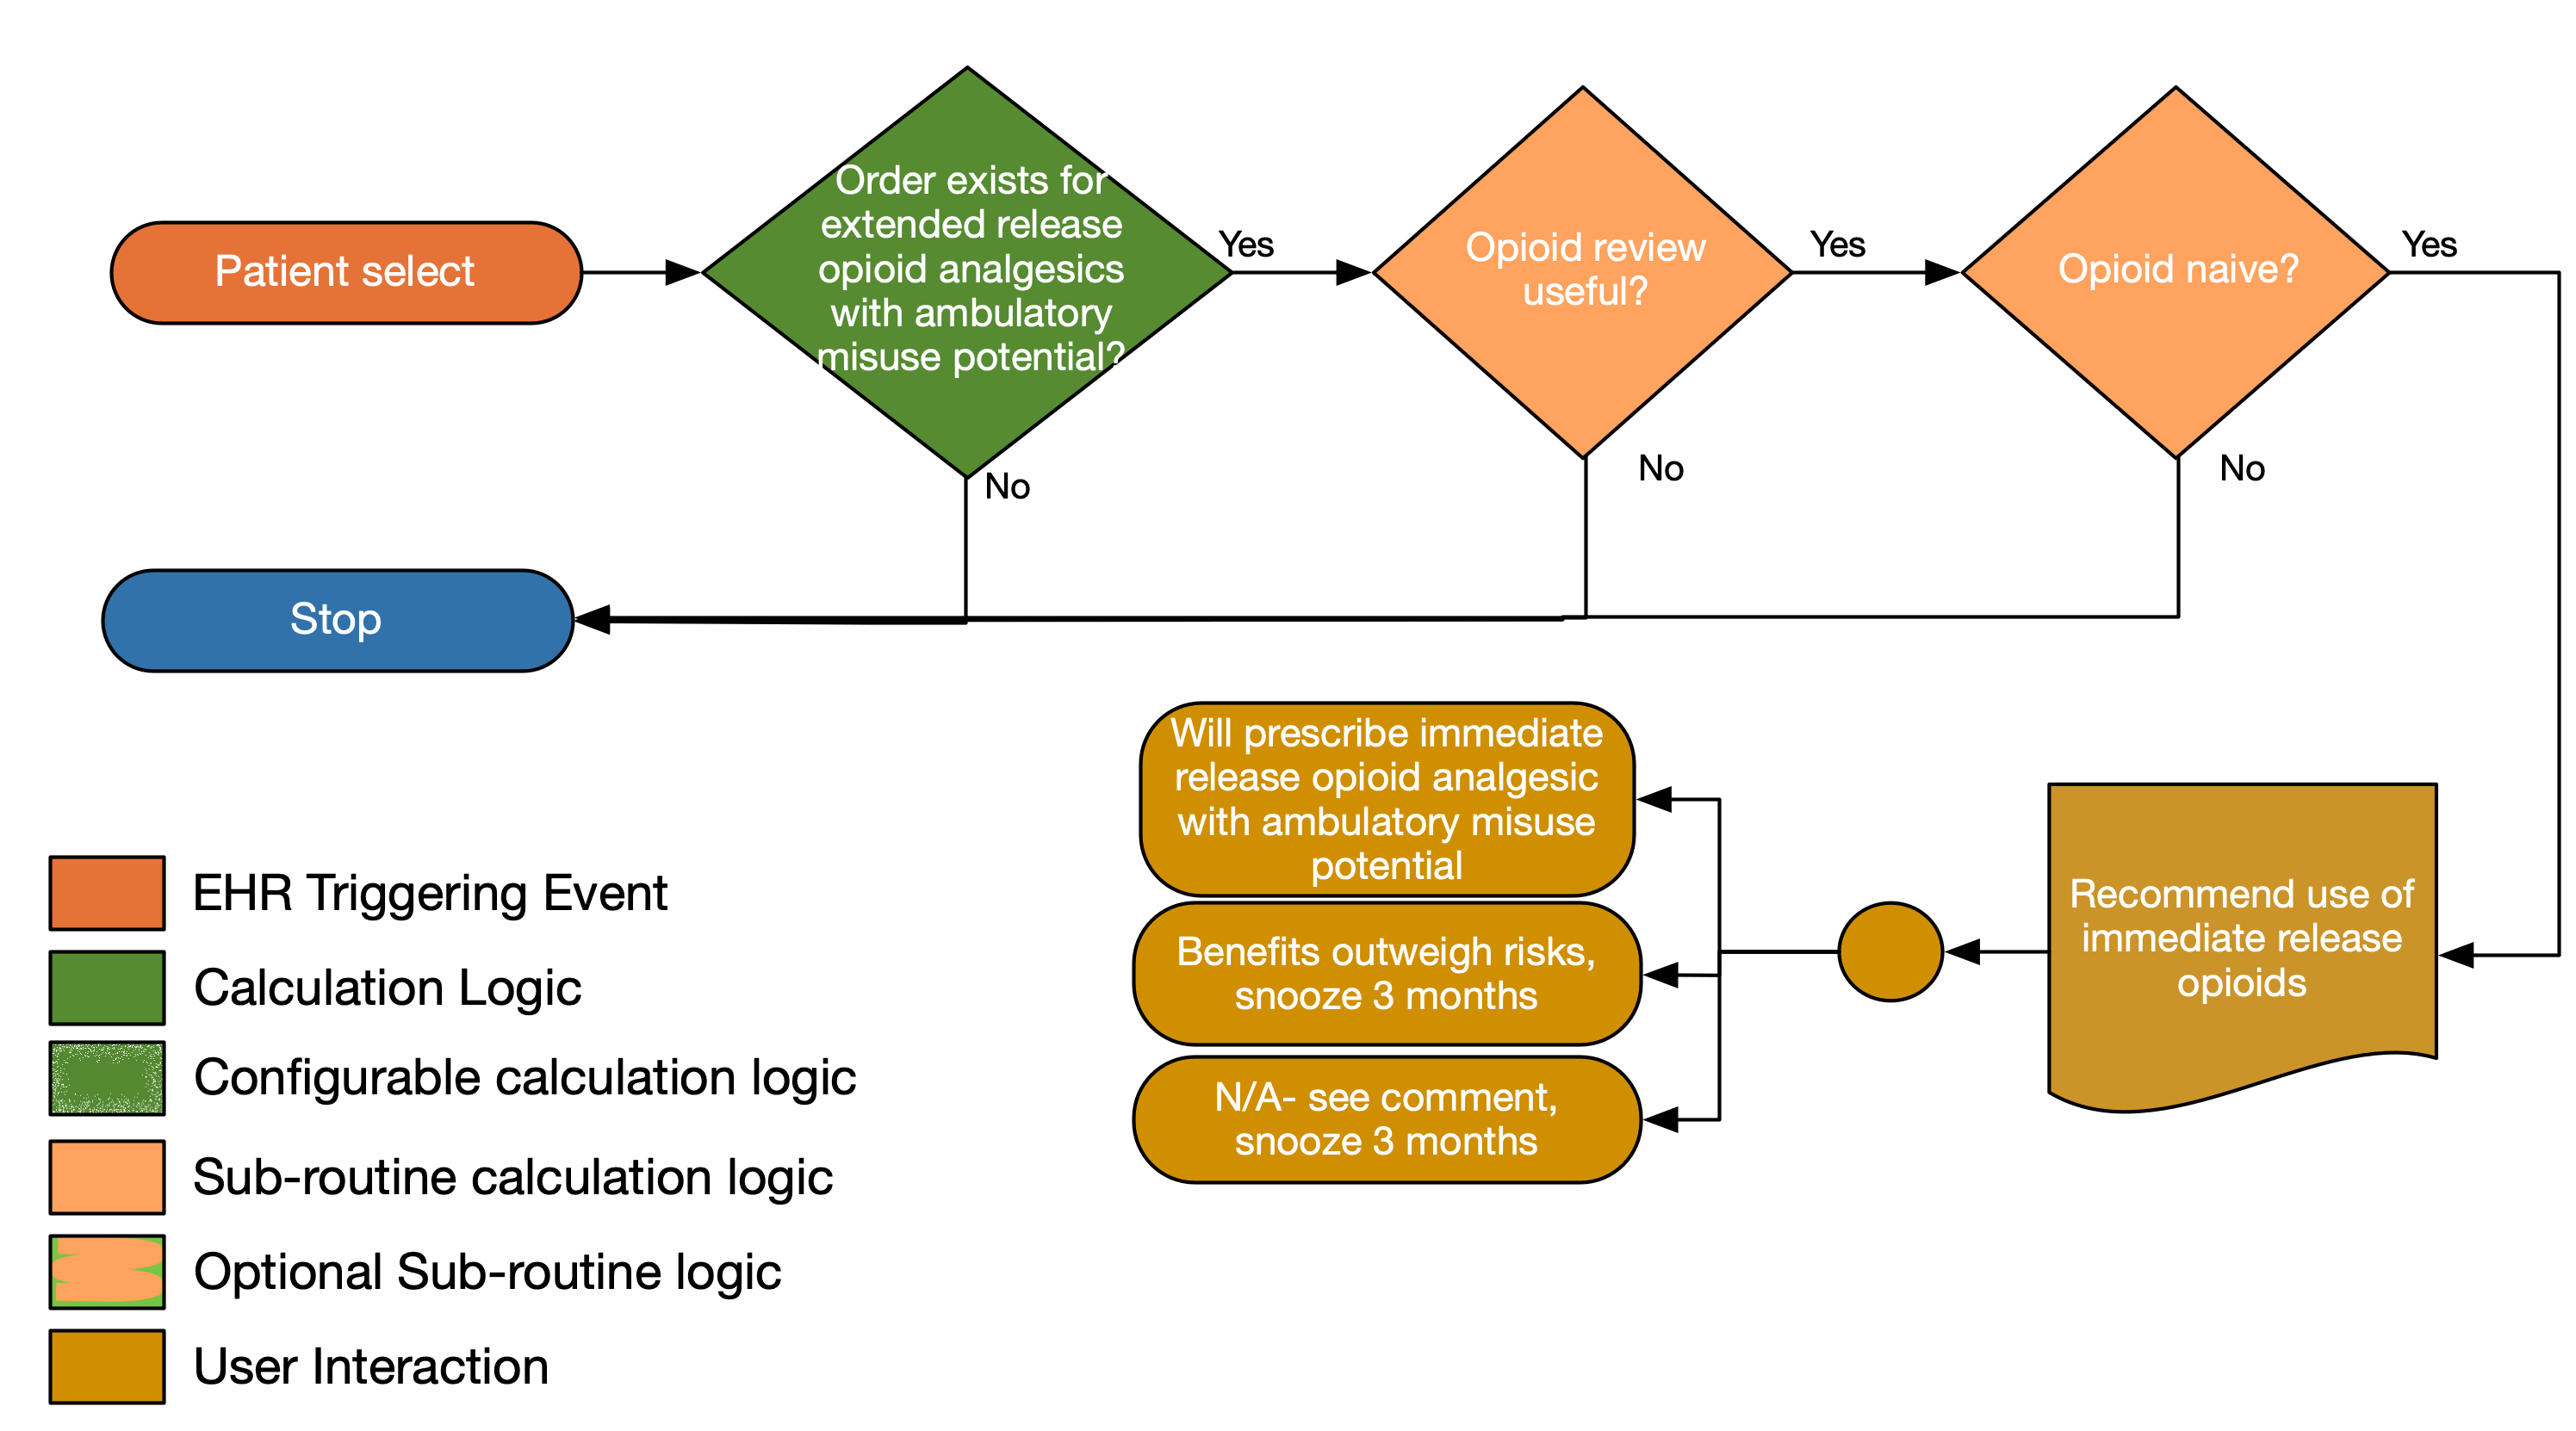 Patient select
Order exists for
extended release
opioid analgesics
with ambulatory
misuse potential?
Yes
Opioid review
useful?
Yes
Opioid naive?
Yes
No
No
No
Stop
Will prescribe immediate
release opioid analgesic
with ambulatory misuse
potential
Benefits outweigh risks,
snooze 3 months
N/A- see comment,
snooze 3 months
Recommend use of
immediate release
opioids
EHR Triggering Event
Calculation Logic
Configurable calculation logic
Sub-routine calculation logic
Optional Sub-routine logic
User Interaction